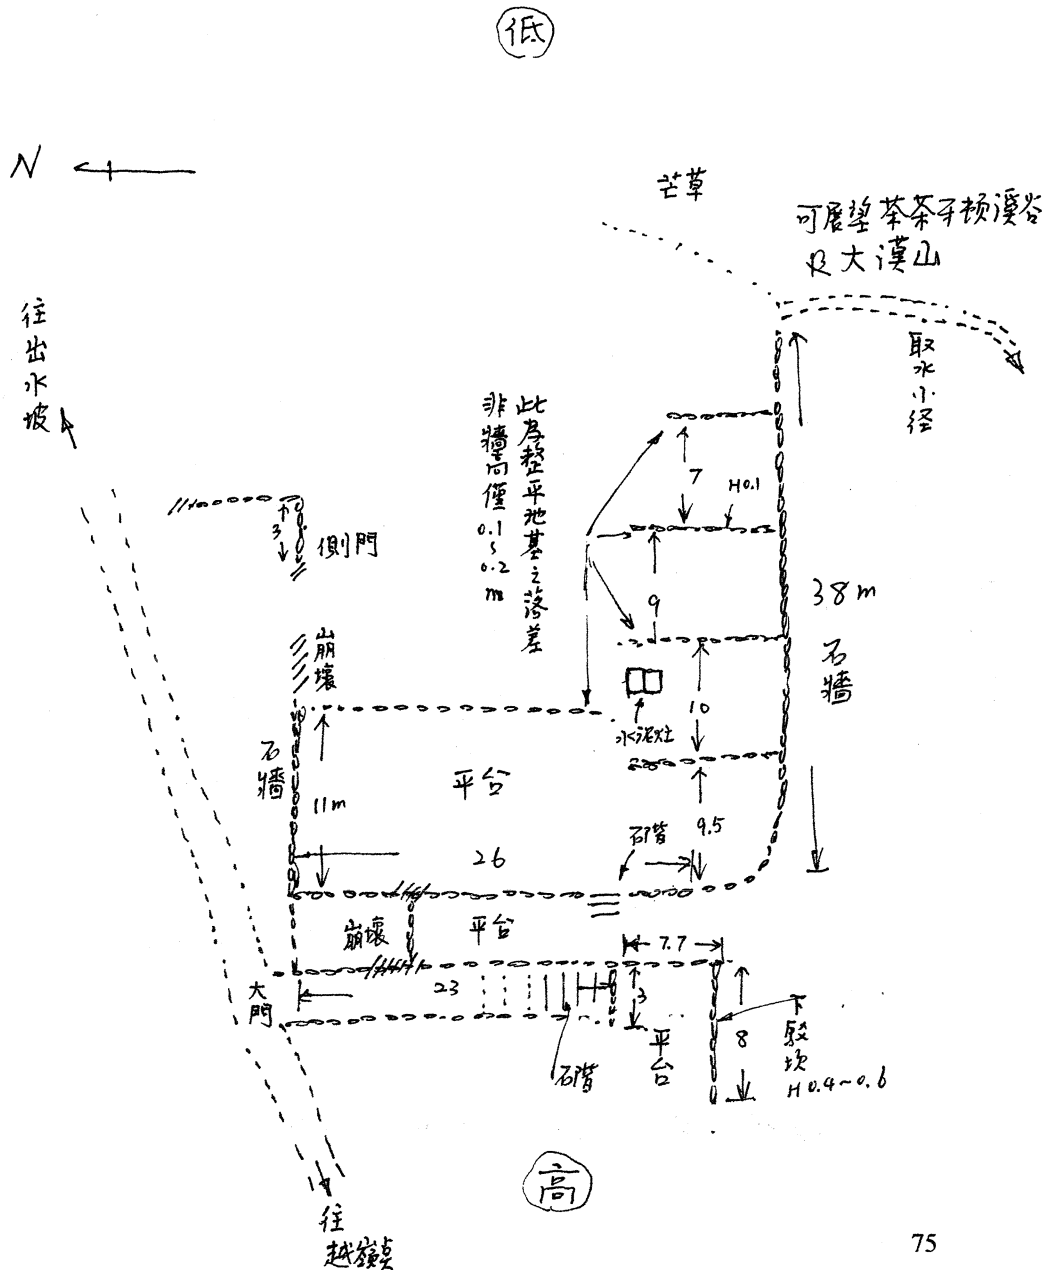 低
N
芒草
可展望茶茶牙頓溪谷
及大漠山
往出水坡
取水小径
此為整平地基之落差
非牆高僅0.1~0.2m
7
H0.1
3
側門
9
38m
石牆
崩壞
10
水泥灶
石牆
平台
11m
9.5
石階
26
崩壞
平台
7.7
大門
23
3
平台
8
下駁坎
H0.4~0.6
石階
高
往
越嶺點
75